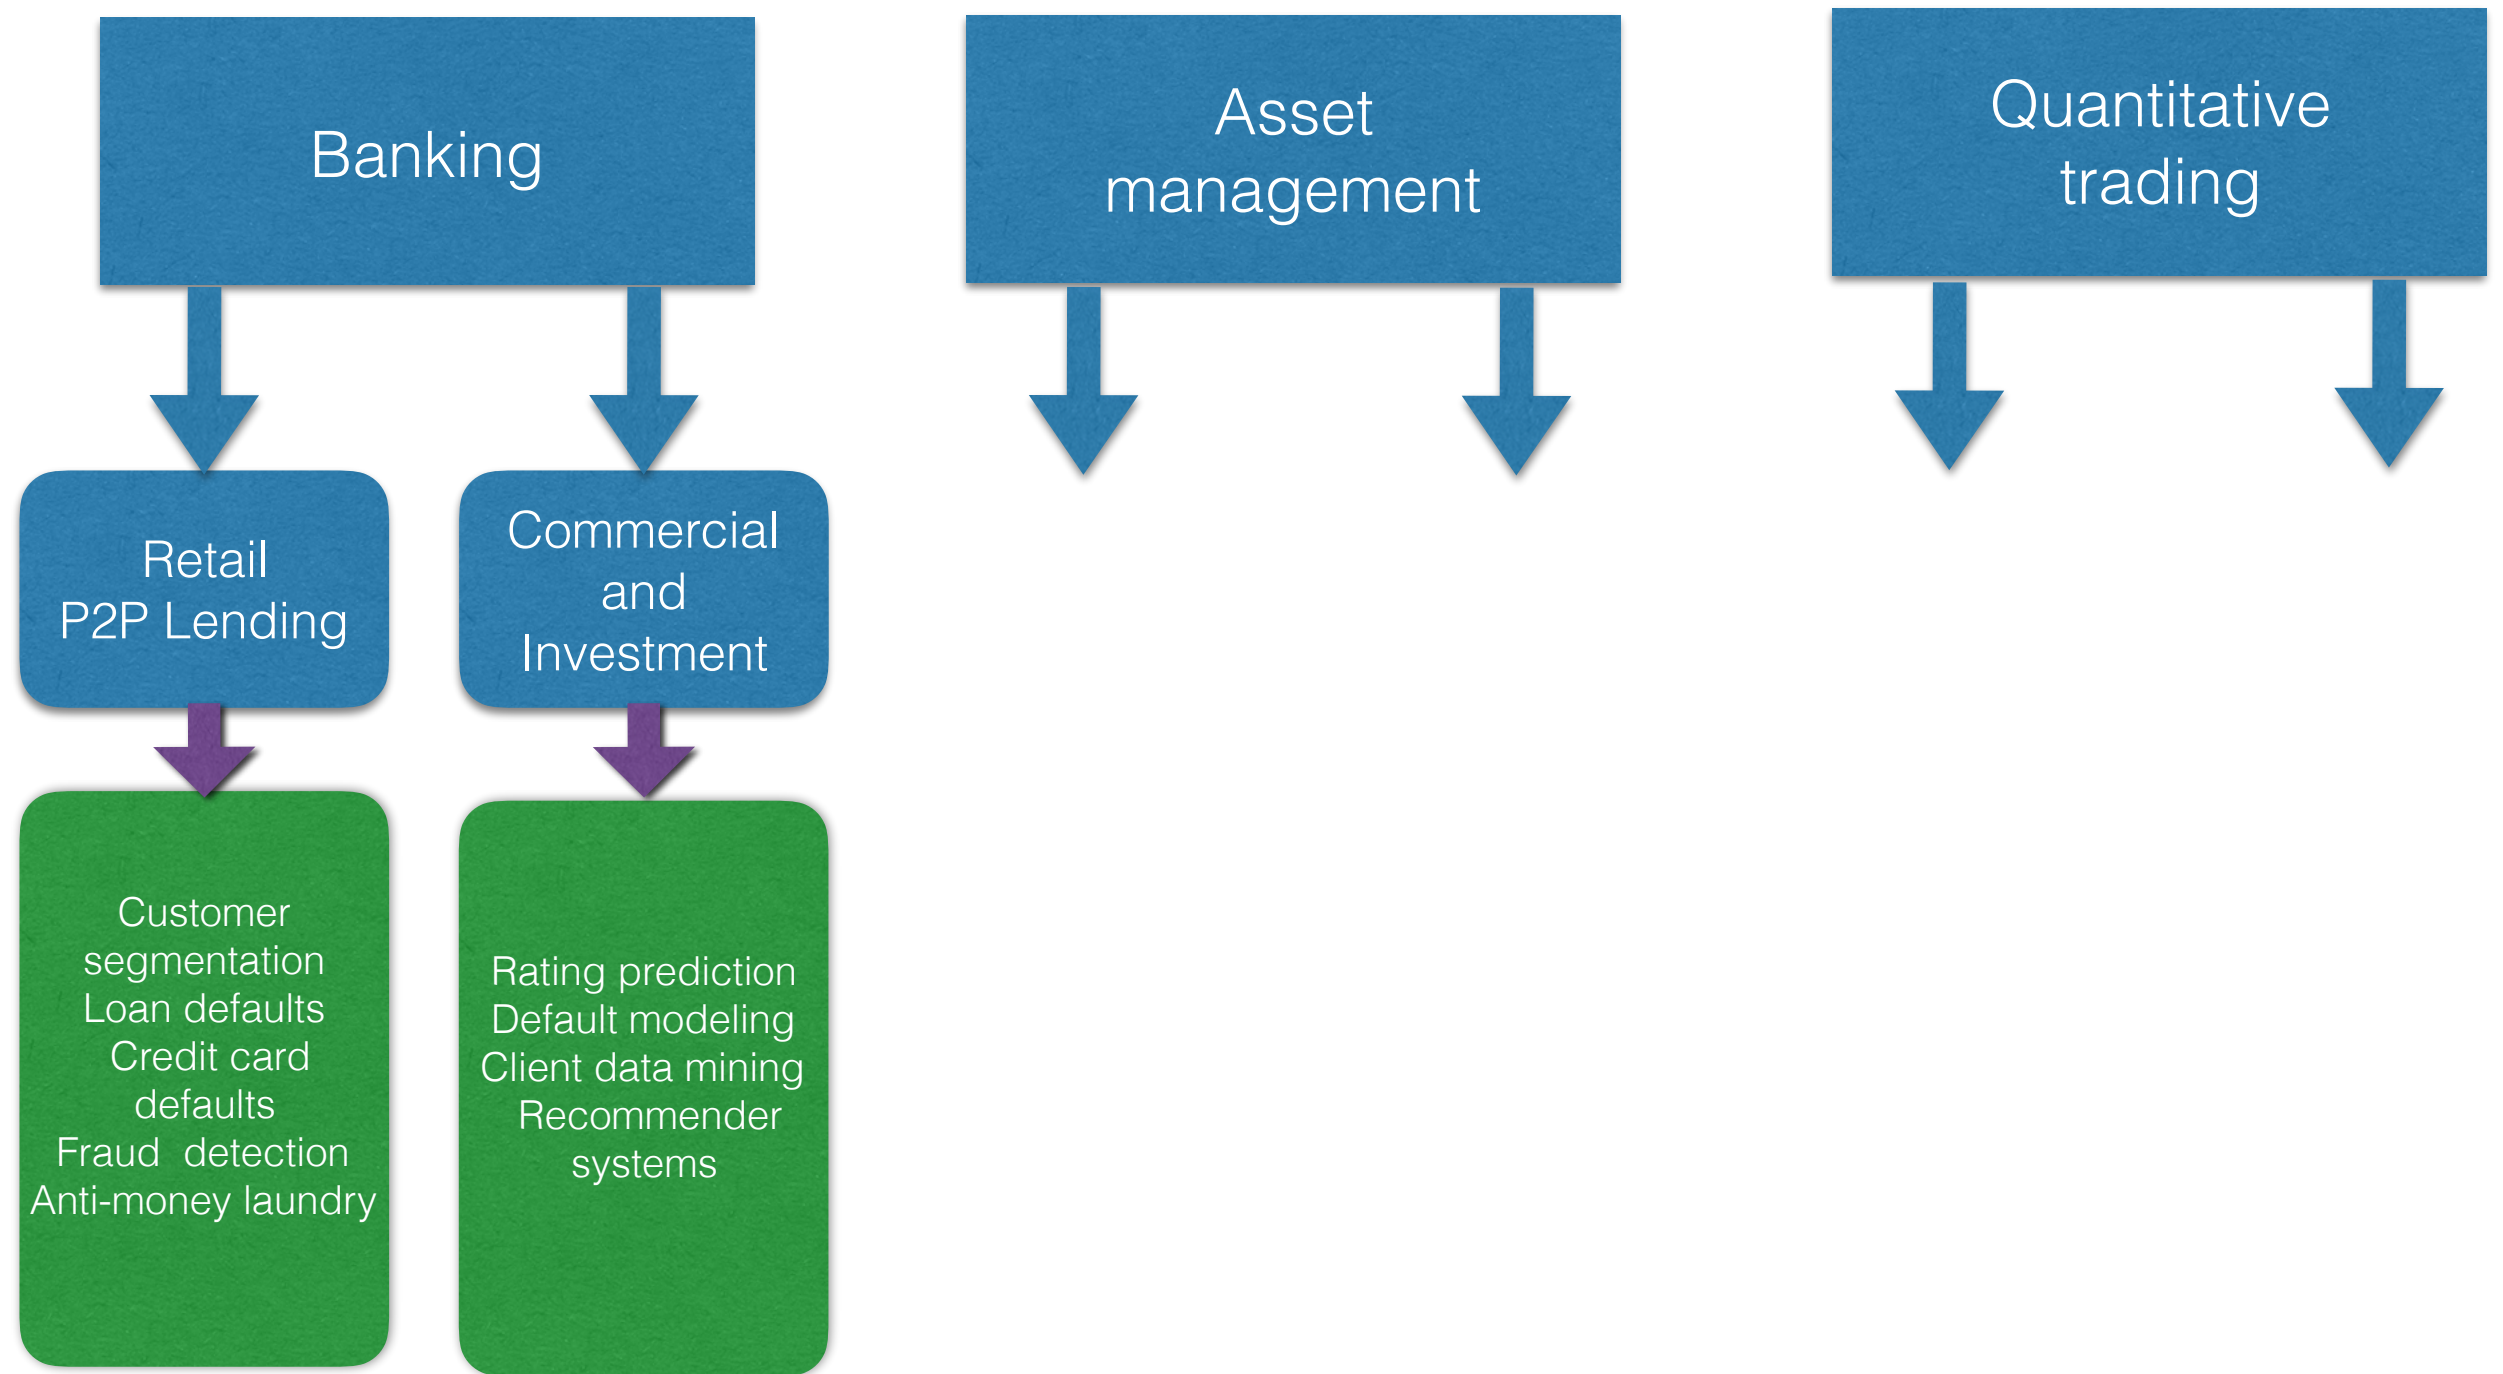 Banking
Asset
management
Quantitative
trading
Retail
P2P Lending
Commercial
and
Investment
Customer
segmentation
Loan defaults
Credit card
defaults
Fraud  detection
Anti-money laundry
Rating prediction
Default modeling
Client data mining
Recommender
systems